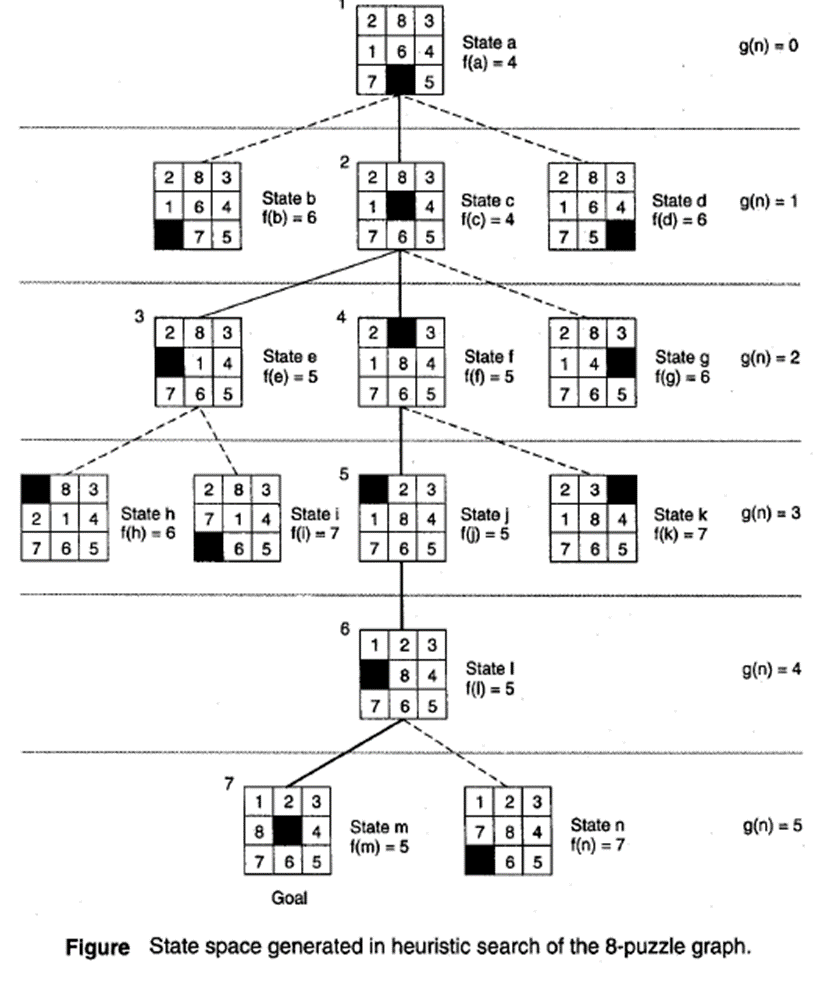 1
2 8 3
1 6 4
7 5
State a
f(a) = 4
g(n) = 0
2 8 3
1 6 4
7 5
State b
f(b) = 6
2
2 8 3
1 4
7 6 5
State c
f(c) = 4
2 8 3
1 6 4
7 5
State d
f(d) = 6
g(n) = 1
3
2 8 3
1 4
7 6 5
State e
f(e) = 5
4
2 3
1 8 4
7 6 5
State f
f(f) = 5
2 8 3
1 4
7 6 5
State g
f(g) = 6
g(n) = 2
8 3
2 1 4
7 6 5
State h
f(h) = 6
2 8 3
7 1 4
6 5
State i
f(i) = 7
5
2 3
1 8 4
7 6 5
State j
f(j) = 5
2 3
1 8 4
7 6 5
State k
f(k) = 7
g(n) = 3
6
1 2 3
8 4
7 6 5
State l
f(l) = 5
g(n) = 4
7
1 2 3
8 4
7 6 5
State m
f(m) = 5
Goal
1 2 3
7 8 4
6 5
State n
f(n) = 7
g(n) = 5
Figure State space generated in heuristic search of the 8-puzzle graph.